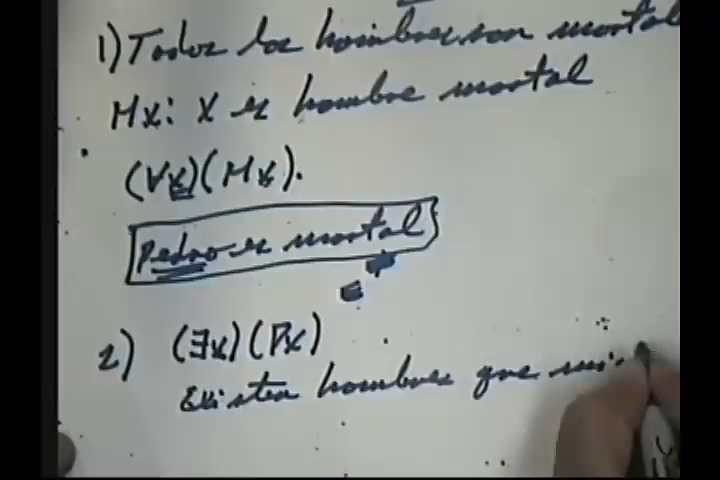 1) Todos los hombres son mortal
Mx: X es hombre mortal
(∀x)(Mx).
Pedro es mortal
2) (∃x)(Px)
Existen hombres que